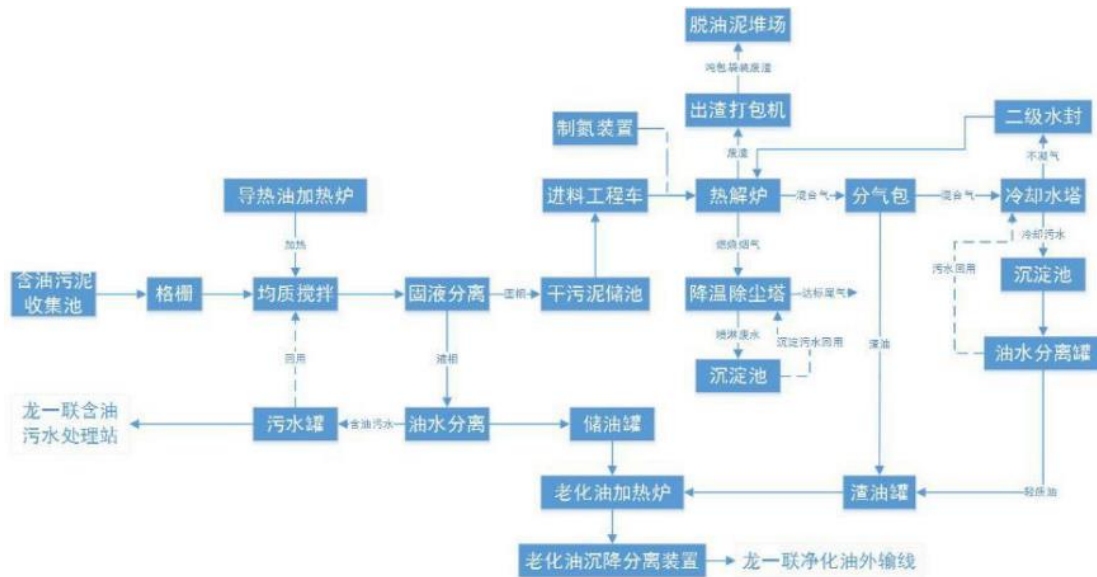 脱油泥堆场
吨包袋装废渣
出渣打包机
二级水封
制氮装置
废渣
不凝气
导热油加热炉
进料工程车
热解炉
混合气
分气包
混合气
冷却水塔
加热
燃烧烟气
冷却污水
污水回用
含油污泥
收集池
格栅
均质搅拌
固液分离
固相
干污泥储池
降温除尘塔
达标尾气
沉淀池
喷淋废水
沉淀污水回用
渣油
回用
液相
沉淀池
油水分离罐
龙一联含油
污水处理站
污水罐
含油污水
油水分离
储油罐
老化油加热炉
渣油罐
轻质油
老化油沉降分离装置
龙一联净化油外输线